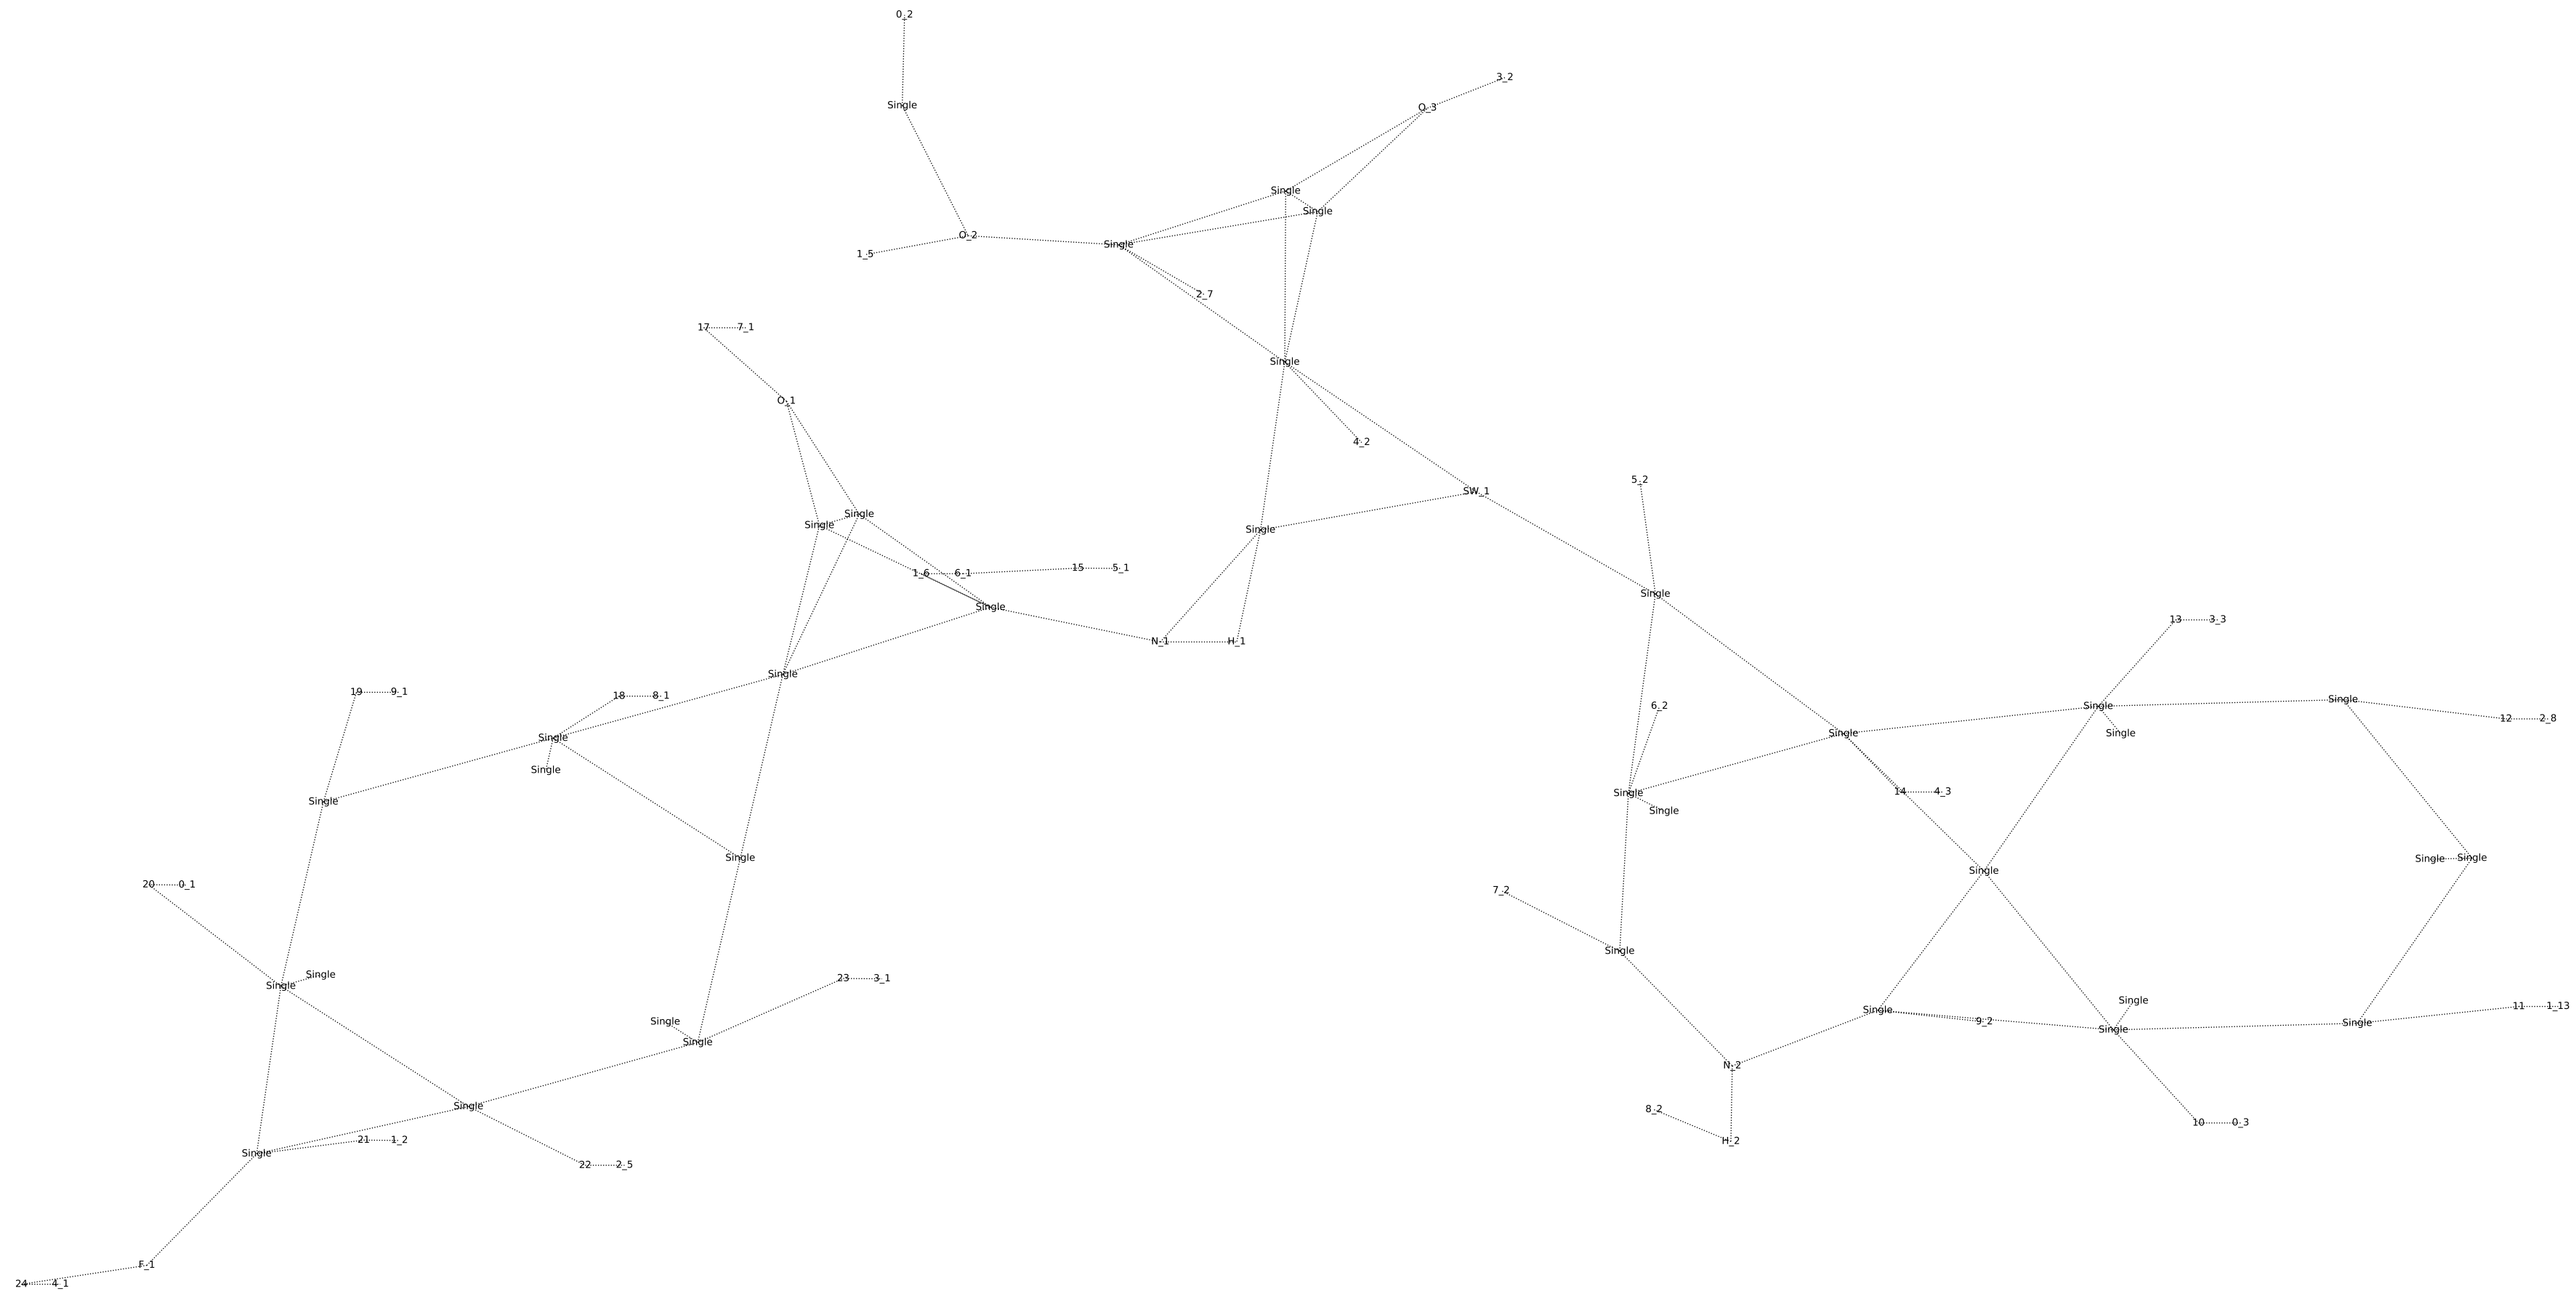 0_2
Single
3_2
O_3
Single
Single
O_2
Single
1_5
2_7
17 7_1
Single
O_1
4_2
5_2
SW_1
Single
Single
Single
1_6 6_1 15 5_1
Single
Single
13 3_3
N_1 H_1
Single
19 9_1
18 8_1
Single
6_2
Single
12 2_8
Single
Single
Single
Single
14 4_3
Single
Single
Single
Single
Single
Single
Single
20 0_1
7_2
Single
Single
23 3_1
Single
Single
11 1_13
Single
Single
9_2
Single
Single
Single
N_2
Single
8_2
10 0_3
21 1_2
H_2
Single
22 2_5
F_1
24 4_1